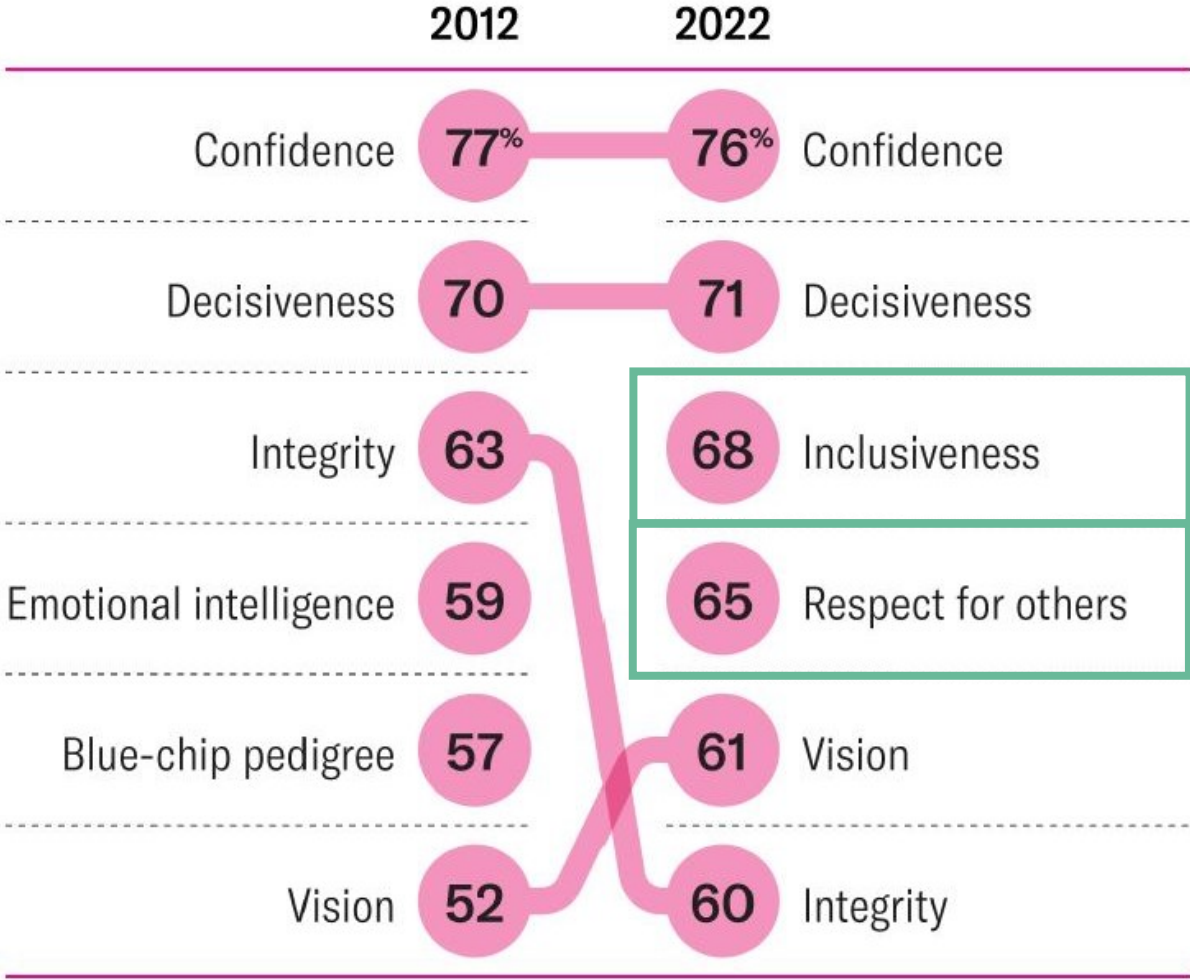 2012 2022
Confidence 77% 76% Confidence
Decisiveness 70 71 Decisiveness
Integrity 63 68 Inclusiveness
Emotional intelligence 59 65 Respect for others
Blue-chip pedigree 57 61 Vision
Vision 52 60 Integrity